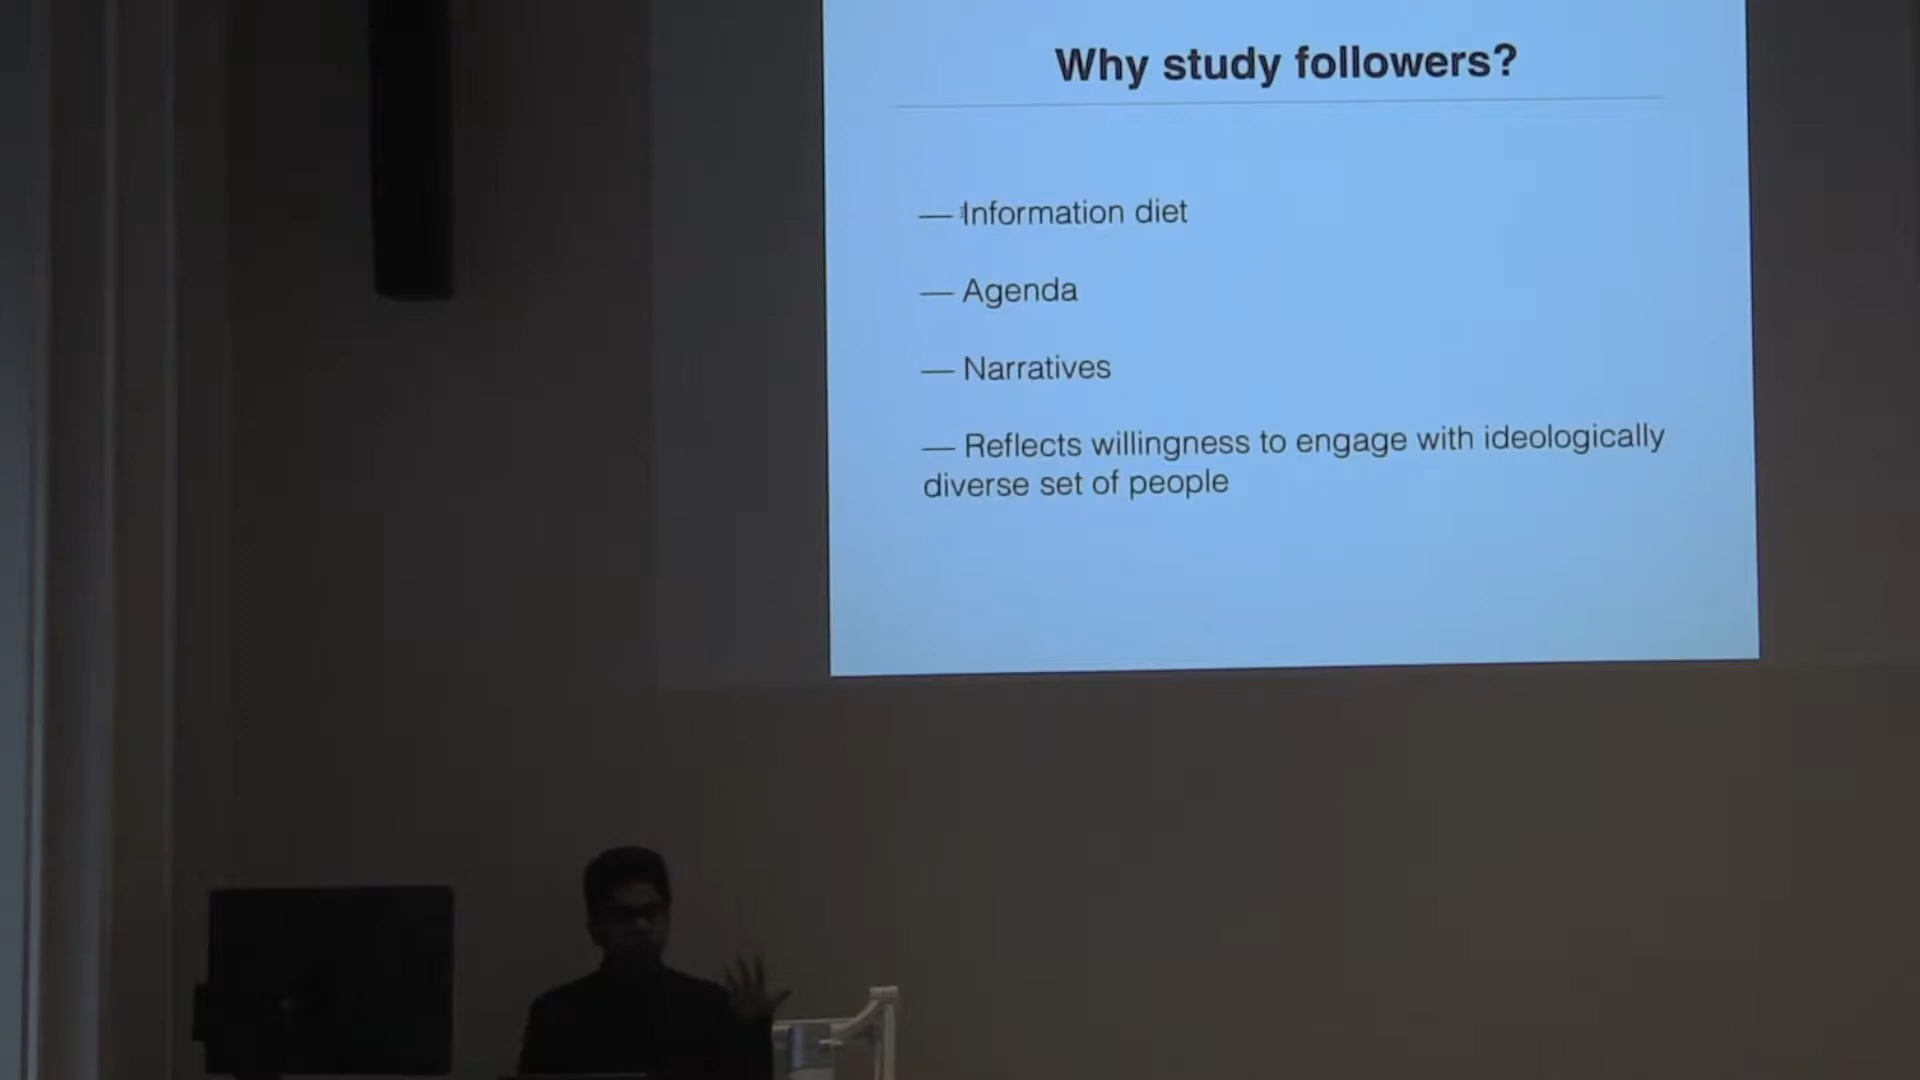 Why study followers?
— Information diet
— Agenda
— Narratives
— Reflects willingness to engage with ideologically
diverse set of people